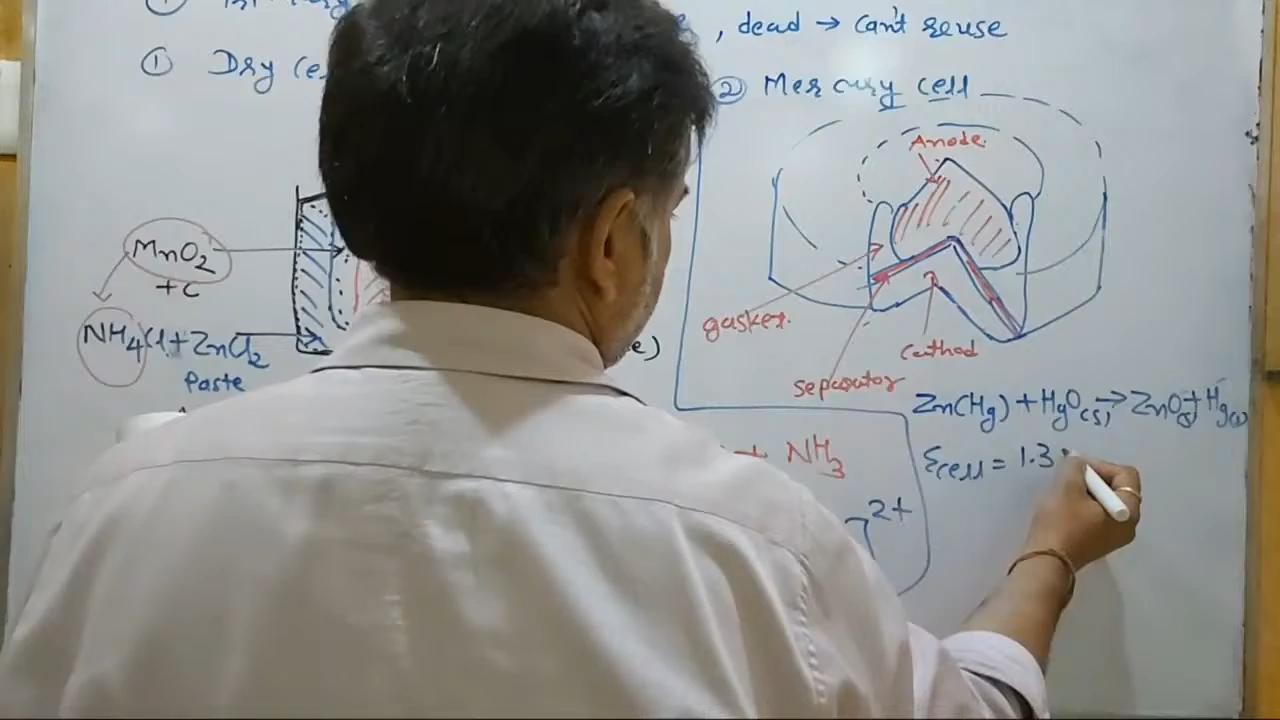 , dead → can't reuse
① Dry ce
② Mercury cell
Anode
MnO2
+C
NH4Cl+ZnCl2
Paste
gasket.
Cathod
separator
Zn(Hg)+HgO(s)→ZnO(s)+Hg(l)
+ NH3
Ecell = 1.3
2+